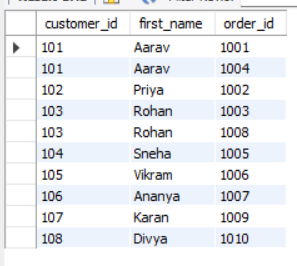 customer_id first_name order_id
101 Aarav 1001
101 Aarav 1004
102 Priya 1002
103 Rohan 1003
103 Rohan 1008
104 Sneha 1005
105 Vikram 1006
106 Ananya 1007
107 Karan 1009
108 Divya 1010